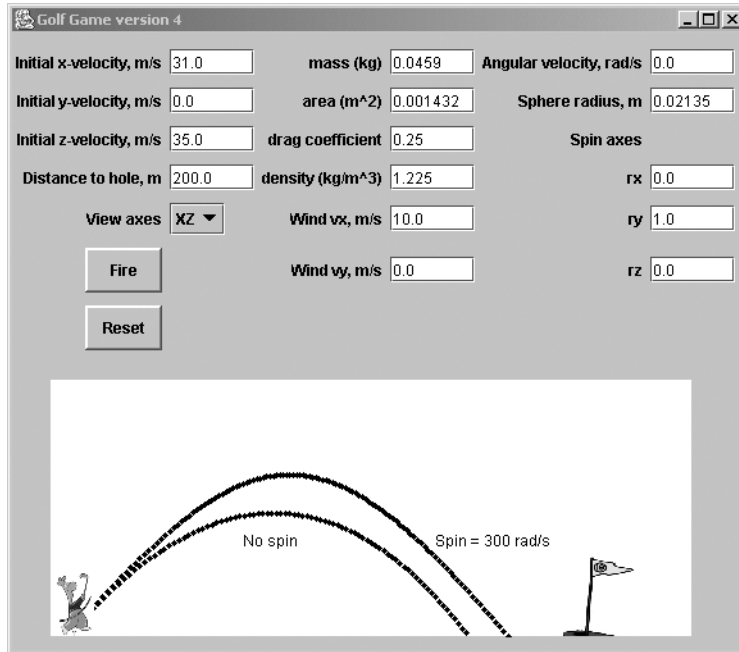 Golf Game version 4
Initial x-velocity, m/s 31.0 mass (kg) 0.0459 Angular velocity, rad/s 0.0
Initial y-velocity, m/s 0.0 area (m^2) 0.001432 Sphere radius, m 0.02135
Initial z-velocity, m/s 35.0 drag coefficient 0.25 Spin axes
Distance to hole, m 200.0 density (kg/m^3) 1.225 rx 0.0
View axes XZ Wind vx, m/s 10.0 ry 1.0
Fire Wind vy, m/s 0.0 rz 0.0
Reset
No spin Spin = 300 rad/s